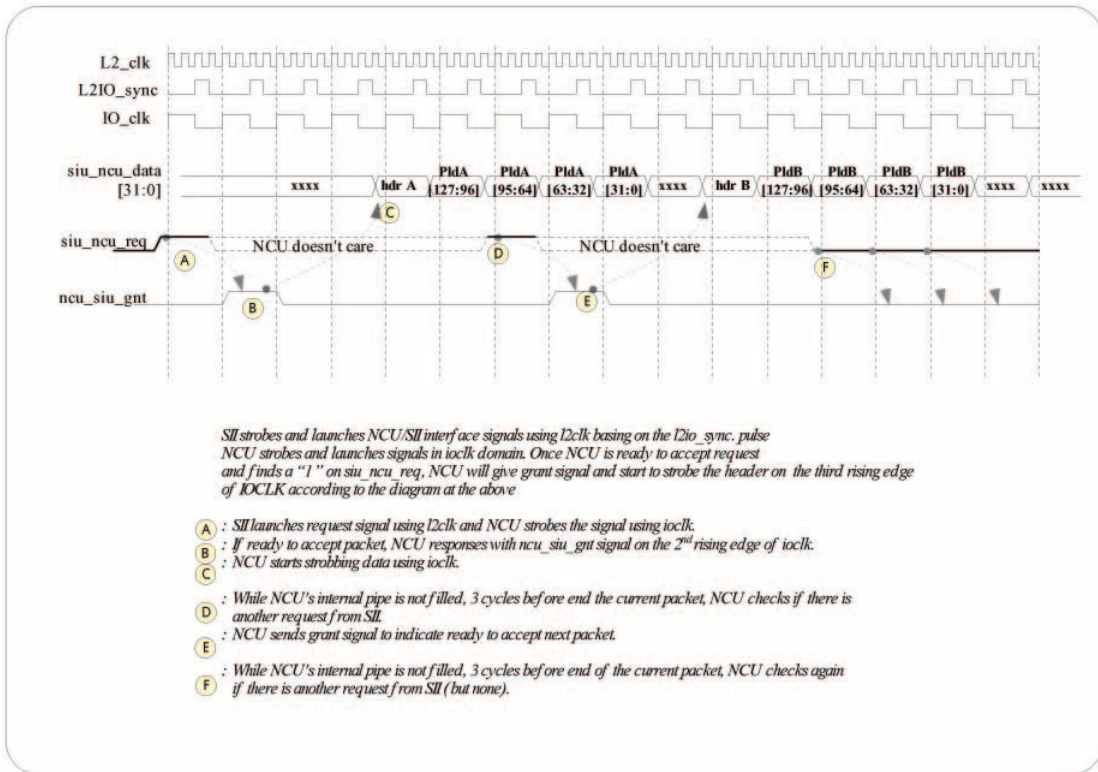 L2_clk
L2IO_sync
IO_clk
siu_ncu_data
[31:0]
xxxx
hdr A
PldA
[127:96]
PldA
[95:64]
PldA
[63:32]
PldA
[31:0]
xxxx
hdr B
PldB
[127:96]
PldB
[95:64]
PldB
[63:32]
PldB
[31:0]
xxxx
xxxx
C
siu_ncu_req
NCU doesn't care
NCU doesn't care
A
D
F
ncu_siu_gnt
B
E
SII strobes and launches NCU/SII interface signals using l2clk basing on the l2io_sync. pulse
NCU strobes and launches signals in ioclk domain. Once NCU is ready to accept request
and finds a “1” on siu_ncu_req, NCU will give grant signal and start to strobe the header on the third rising edge
of IOCLK according to the diagram at the above
A : SII launches request signal using l2clk and NCU strobes the signal using ioclk.
B : If ready to accept packet, NCU responses with ncu_siu_gnt signal on the 2nd rising edge of ioclk.
C : NCU starts strobbing data using ioclk.
D : While NCU's internal pipe is not filled, 3 cycles before end the current packet, NCU checks if there is
another request from SII.
E : NCU sends grant signal to indicate ready to accept next packet.
F : While NCU's internal pipe is not filled, 3 cycles before end of the current packet, NCU checks again
if there is another request from SII (but none).